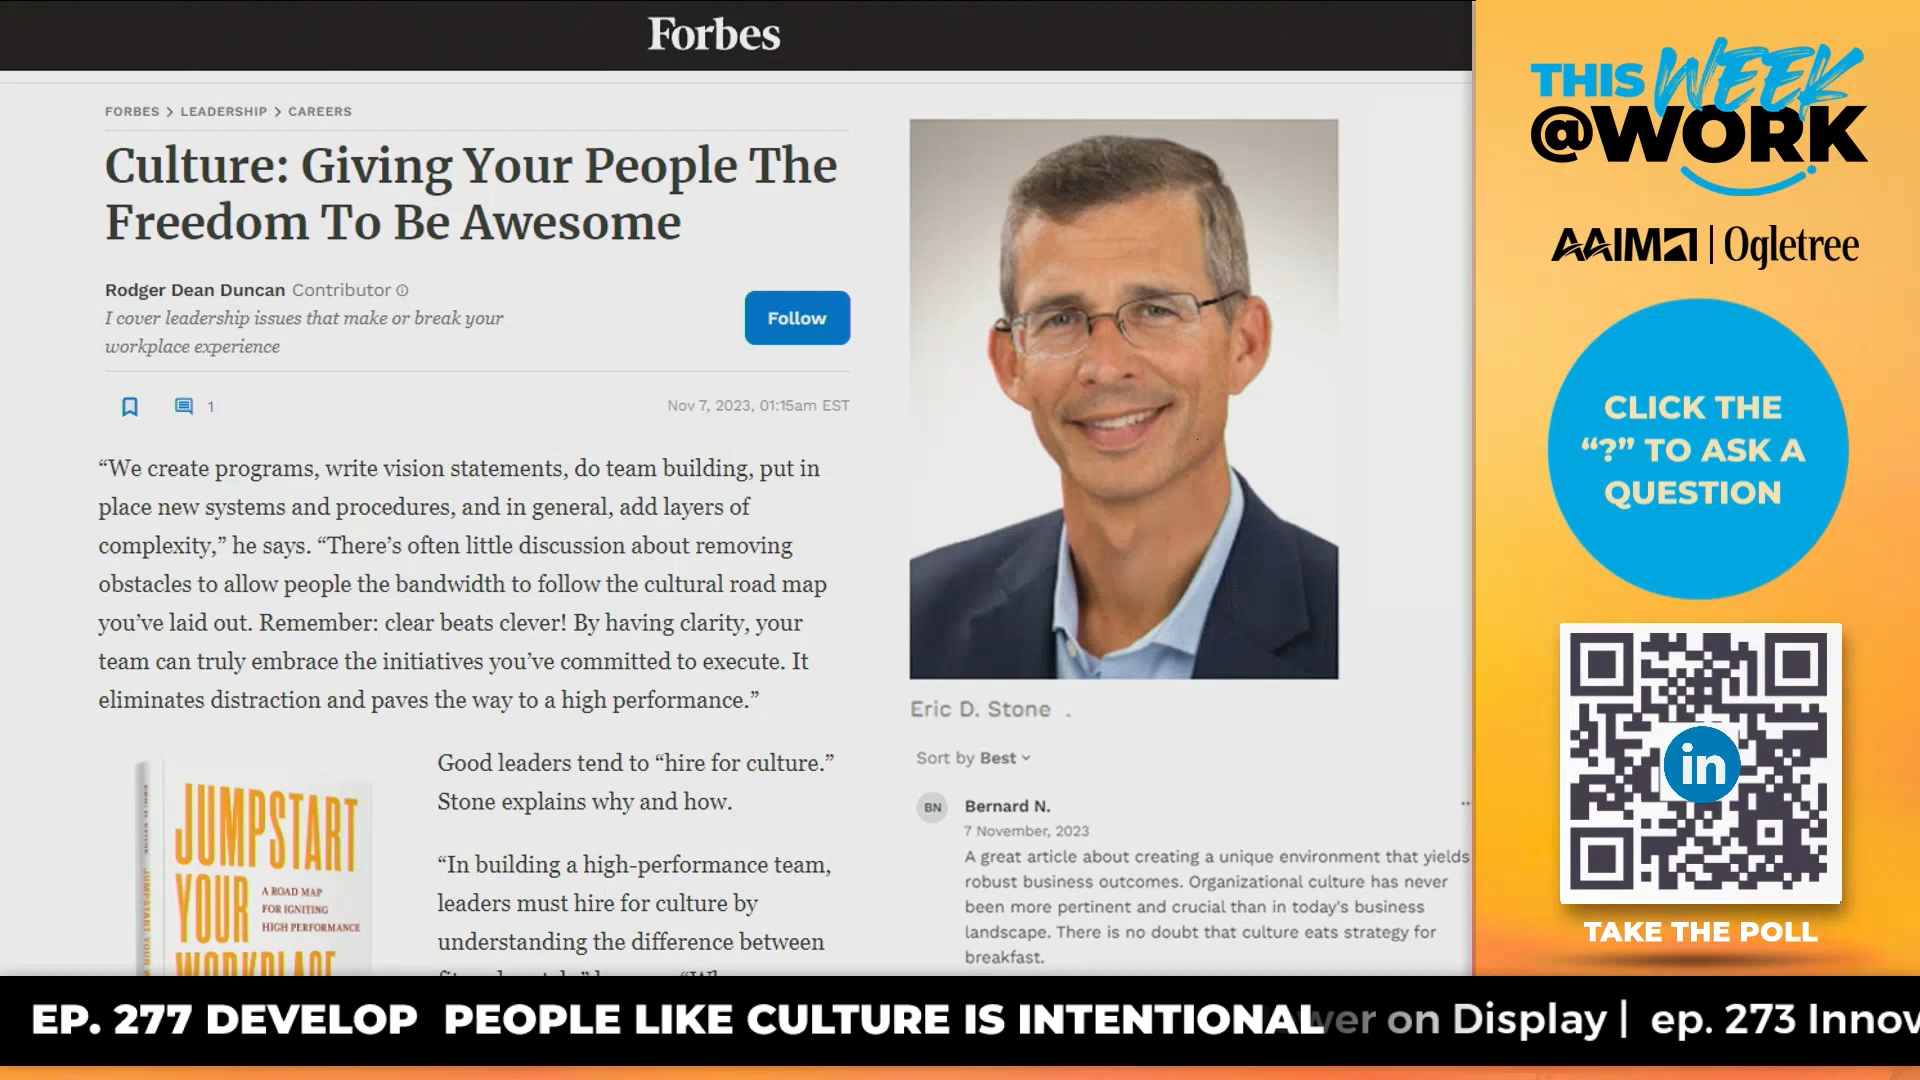 Forbes
FORBES > LEADERSHIP > CAREERS
Culture: Giving Your People The
Freedom To Be Awesome
Rodger Dean Duncan Contributor
I cover leadership issues that make or break your
workplace experience
Follow
1
Nov 7, 2023, 01:15am EST
“We create programs, write vision statements, do team building, put in
place new systems and procedures, and in general, add layers of
complexity,” he says. “There’s often little discussion about removing
obstacles to allow people the bandwidth to follow the cultural road map
you’ve laid out. Remember: clear beats clever! By having clarity, your
team can truly embrace the initiatives you’ve committed to execute. It
eliminates distraction and paves the way to a high performance.”
JUMPSTART
YOUR
WORKPLACE
A ROAD MAP
FOR IGNITING
HIGH PERFORMANCE
Good leaders tend to “hire for culture.”
Stone explains why and how.
“In building a high-performance team,
leaders must hire for culture by
understanding the difference between
Eric D. Stone .
Sort by Best
BN
Bernard N.
7 November, 2023
A great article about creating a unique environment that yields
robust business outcomes. Organizational culture has never
been more pertinent and crucial than in today's business
landscape. There is no doubt that culture eats strategy for
breakfast.
THIS WEEK
@WORK
AAIM | Ogletree
CLICK THE
“?” TO ASK A
QUESTION
in
TAKE THE POLL
EP. 277 DEVELOP PEOPLE LIKE CULTURE IS INTENTIONAL on Display | ep. 273 Innov